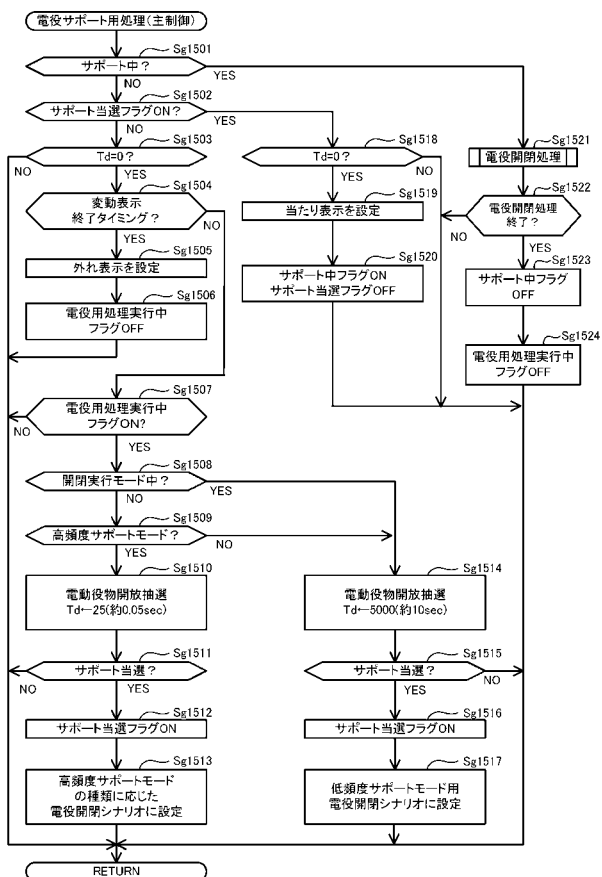 電役サポート用処理(主制御)
Sg1501
サポート中?
YES
NO
Sg1502
サポート当選フラグON?
YES
NO
Sg1503
Td=0?
NO
YES
Sg1504
変動表示
終了タイミング?
NO
YES
Sg1505
外れ表示を設定
Sg1506
電役用処理実行中
フラグOFF
Sg1518
Td=0?
NO
YES
Sg1519
当たり表示を設定
Sg1520
サポート中フラグON
サポート当選フラグOFF
Sg1521
電役開閉処理
Sg1522
電役開閉処理
終了?
NO
YES
Sg1523
サポート中フラグ
OFF
Sg1524
電役用処理実行中
フラグOFF
Sg1507
電役用処理実行中
フラグON?
NO
YES
Sg1508
開閉実行モード中?
YES
NO
Sg1509
高頻度サポートモード?
NO
YES
Sg1510
電動役物開放抽選
Td←25(約0.05sec)
Sg1511
サポート当選?
NO
YES
Sg1512
サポート当選フラグON
Sg1513
高頻度サポートモード
の種類に応じた
電役開閉シナリオに設定
Sg1514
電動役物開放抽選
Td←5000(約10sec)
Sg1515
サポート当選?
NO
YES
Sg1516
サポート当選フラグON
Sg1517
低頻度サポートモード用
電役開閉シナリオに設定
RETURN